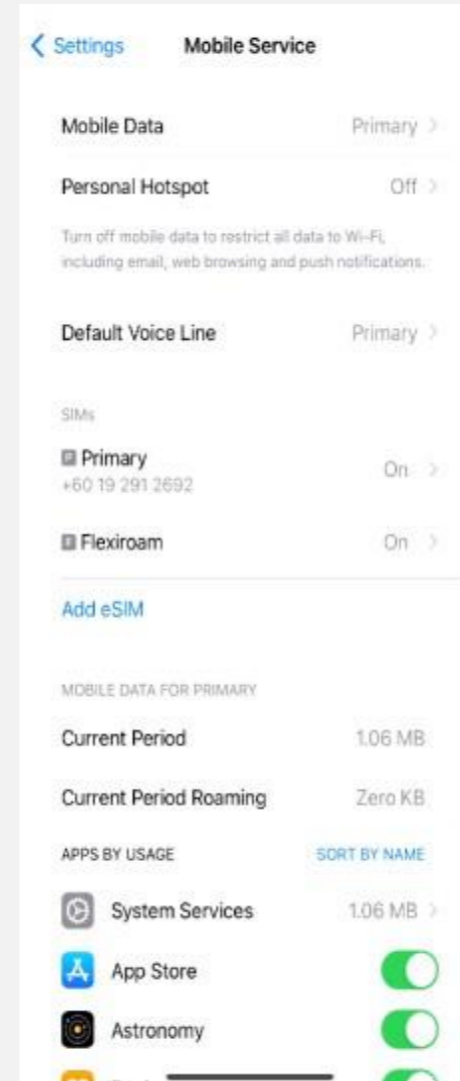 Settings Mobile Service
Mobile Data Primary
Personal Hotspot Off
Turn off mobile data to restrict all data to Wi-Fi,
including email, web browsing and push notifications.
Default Voice Line Primary
SIMs
Primary On
+60 19 291 2692
Flexiroam On
Add eSIM
MOBILE DATA FOR PRIMARY
Current Period 1.06 MB
Current Period Roaming Zero KB
APPS BY USAGE SORT BY NAME
System Services 1.06 MB
App Store
Astronomy